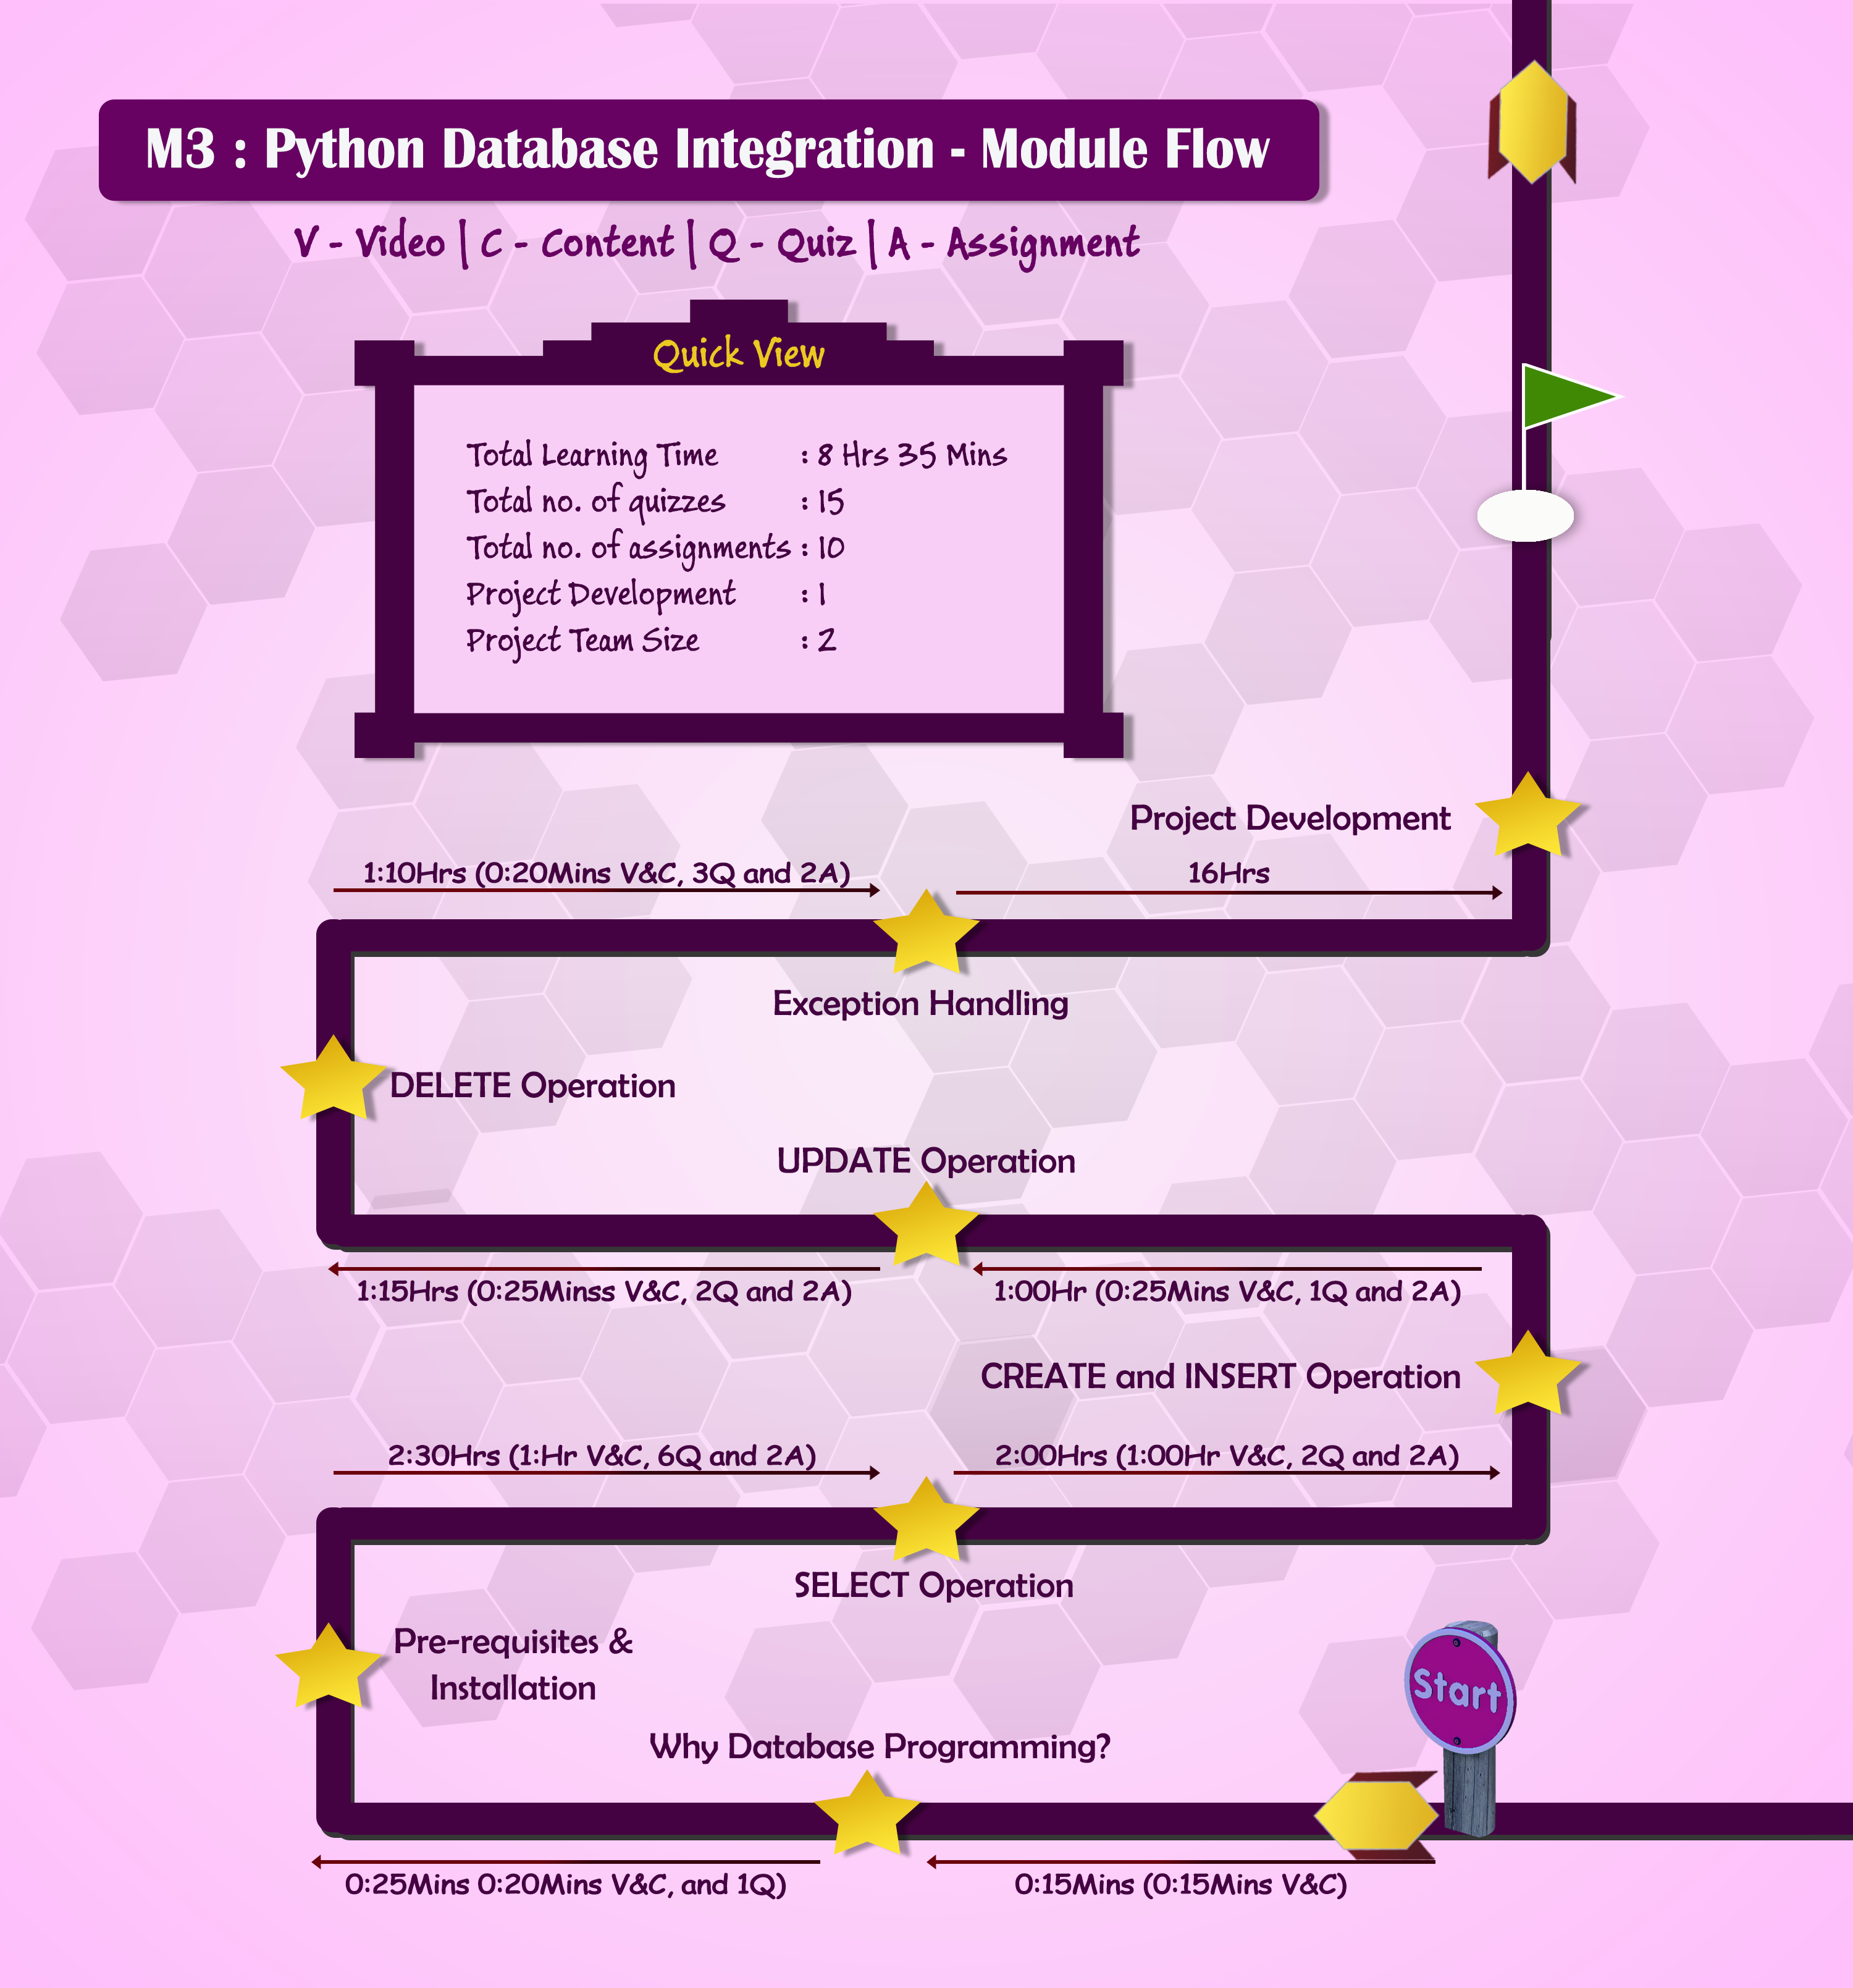 M3 : Python Database Integration - Module Flow
V - Video | C - Content | Q - Quiz | A - Assignment
Quick View
Total Learning Time : 8 Hrs 35 Mins
Total no. of quizzes : 15
Total no. of assignments : 10
Project Development : 1
Project Team Size : 2
Project Development
1:10Hrs (0:20Mins V&C, 3Q and 2A)
16Hrs
Exception Handling
DELETE Operation
UPDATE Operation
1:15Hrs (0:25Minss V&C, 2Q and 2A)
1:00Hr (0:25Mins V&C, 1Q and 2A)
CREATE and INSERT Operation
2:30Hrs (1:Hr V&C, 6Q and 2A)
2:00Hrs (1:00Hr V&C, 2Q and 2A)
SELECT Operation
Pre-requisites &
Installation
Start
Why Database Programming?
0:25Mins 0:20Mins V&C, and 1Q)
0:15Mins (0:15Mins V&C)